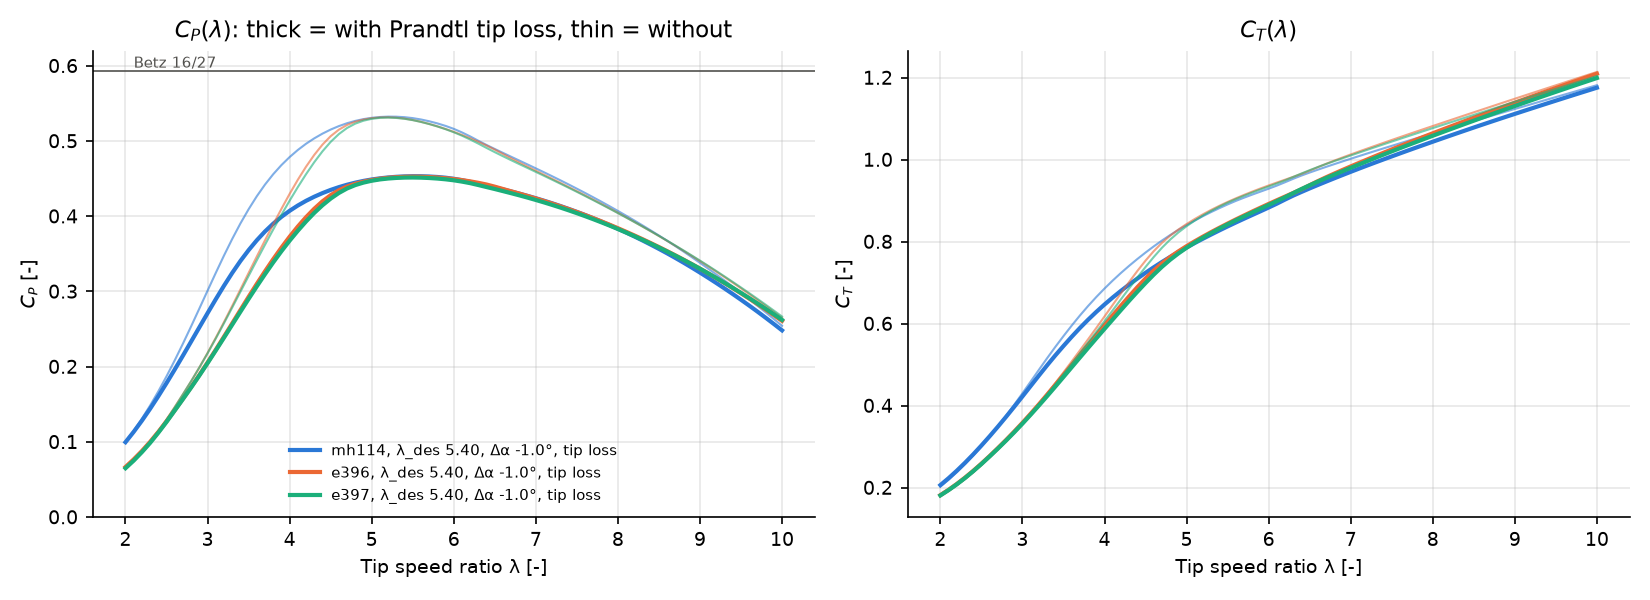 C_P(λ): thick = with Prandtl tip loss, thin = without
Betz 16/27
0.6
0.5
0.4
0.3
0.2
0.1
0.0
C_P [-]
mh114, λ_des 5.40, Δα -1.0°, tip loss
e396, λ_des 5.40, Δα -1.0°, tip loss
e397, λ_des 5.40, Δα -1.0°, tip loss
2 3 4 5 6 7 8 9 10
Tip speed ratio λ [-]
C_T(λ)
1.2
1.0
0.8
0.6
0.4
0.2
C_T [-]
2 3 4 5 6 7 8 9 10
Tip speed ratio λ [-]